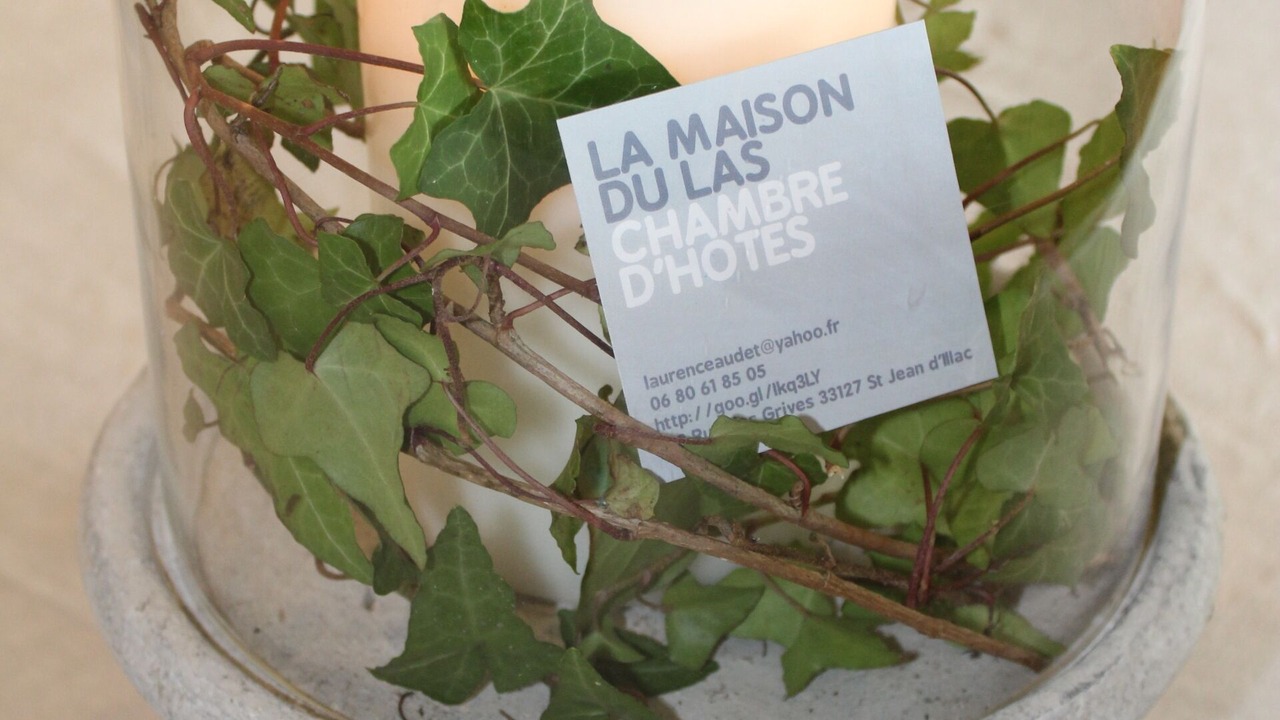 LA MAISON
DU LAS
CHAMBRE
D'HOTES
laurenceaudet@yahoo.fr
06 80 61 85 05
http://goo.gl/lkq3LY
Grives 33127 St Jean d'Illac